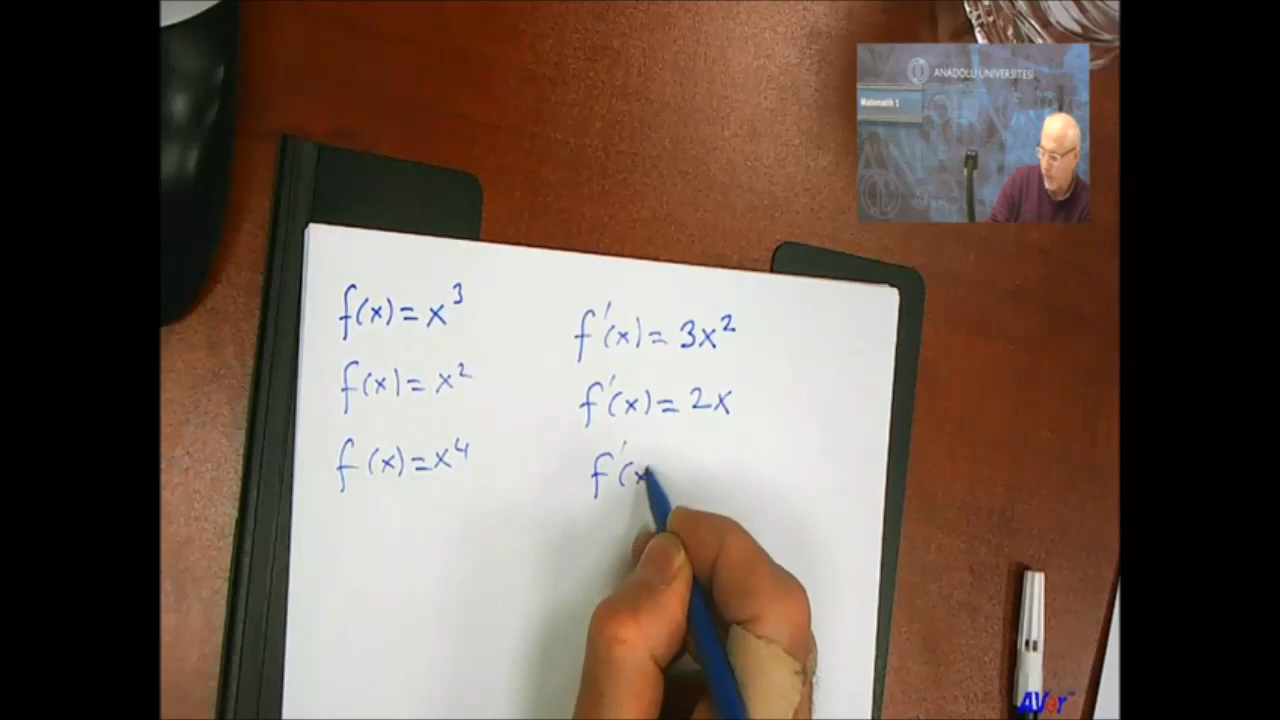 ANADOLU ÜNİVERSİTESİ
Matematik 1
f(x) = x³ f'(x) = 3x²
f(x) = x² f'(x) = 2x
f(x) = x⁴ f'(x
AVer